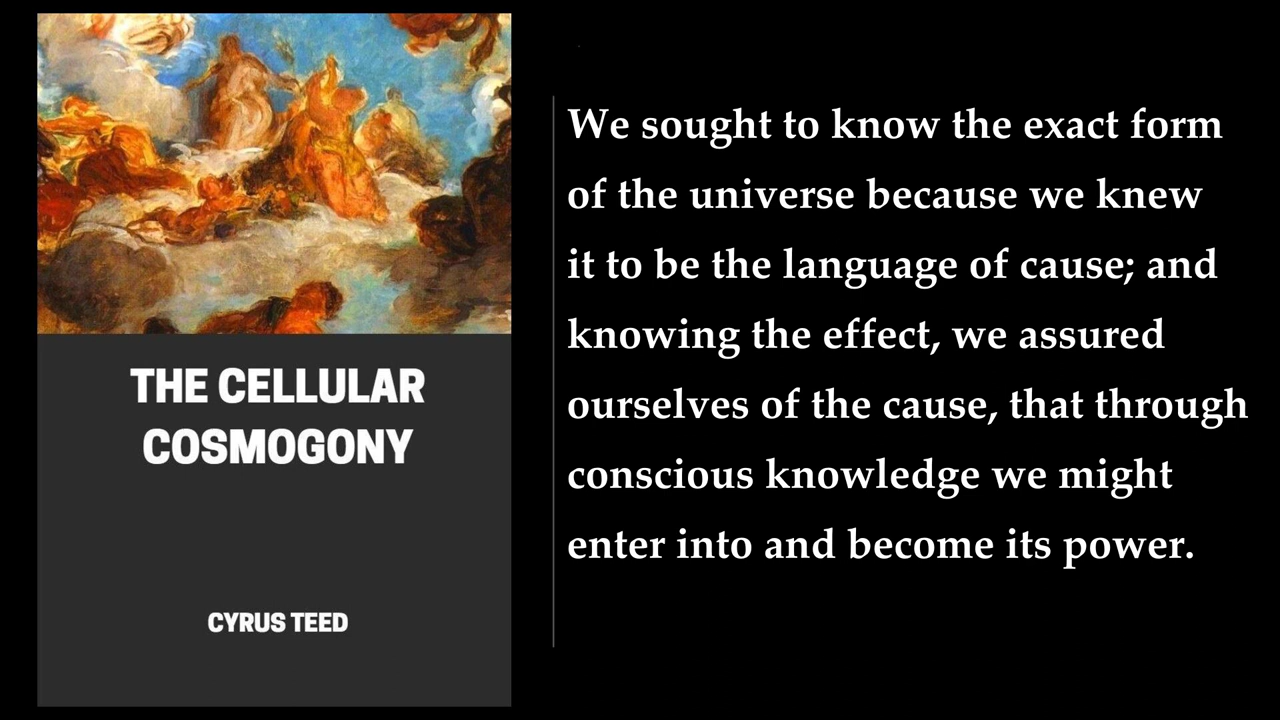 THE CELLULAR
COSMOGONY
CYRUS TEED
We sought to know the exact form
of the universe because we knew
it to be the language of cause; and
knowing the effect, we assured
ourselves of the cause, that through
conscious knowledge we might
enter into and become its power.